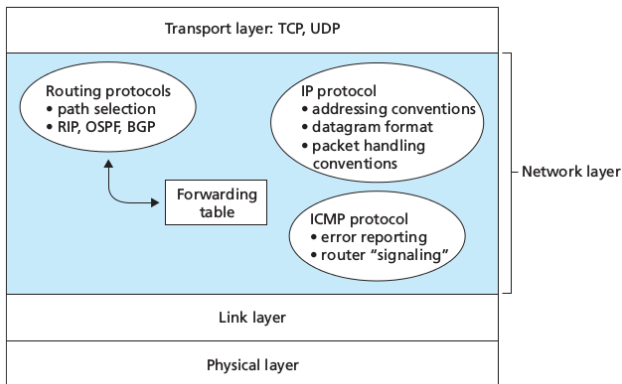 Transport layer: TCP, UDP
Routing protocols
• path selection
• RIP, OSPF, BGP
IP protocol
• addressing conventions
• datagram format
• packet handling
conventions
Network layer
Forwarding
table
ICMP protocol
• error reporting
• router “signaling”
Link layer
Physical layer